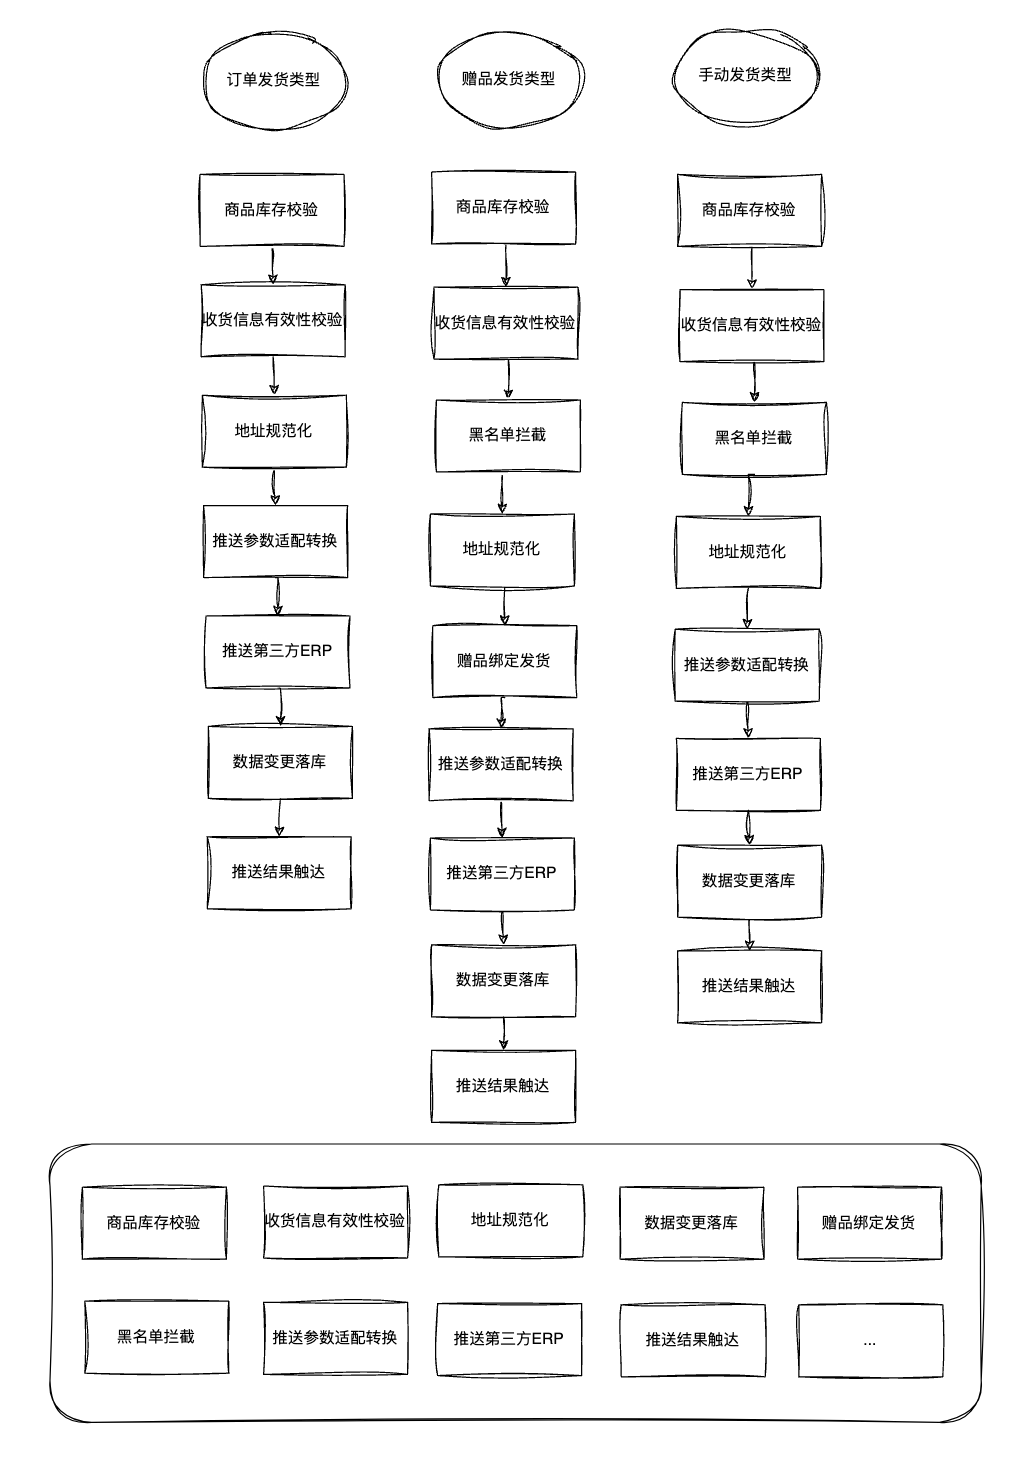 订单发货类型
赠品发货类型
手动发货类型
商品库存校验
收货信息有效性校验
地址规范化
推送参数适配转换
推送第三方ERP
数据变更落库
推送结果触达
商品库存校验
收货信息有效性校验
黑名单拦截
地址规范化
赠品绑定发货
推送参数适配转换
推送第三方ERP
数据变更落库
推送结果触达
商品库存校验
收货信息有效性校验
黑名单拦截
地址规范化
推送参数适配转换
推送第三方ERP
数据变更落库
推送结果触达
商品库存校验
收货信息有效性校验
地址规范化
数据变更落库
赠品绑定发货
黑名单拦截
推送参数适配转换
推送第三方ERP
推送结果触达
...